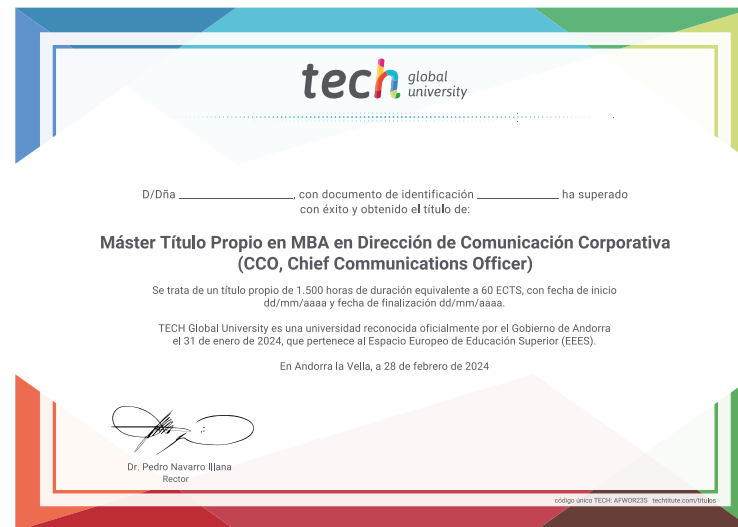 tech global university
D/Dña ____________________, con documento de identificación ______________ ha superado
con éxito y obtenido el título de:
Máster Título Propio en MBA en Dirección de Comunicación Corporativa
(CCO, Chief Communications Officer)
Se trata de un título propio de 1.500 horas de duración equivalente a 60 ECTS, con fecha de inicio
dd/mm/aaaa y fecha de finalización dd/mm/aaaa.
TECH Global University es una universidad reconocida oficialmente por el Gobierno de Andorra
el 31 de enero de 2024, que pertenece al Espacio Europeo de Educación Superior (EEES).
En Andorra la Vella, a 28 de febrero de 2024
Dr. Pedro Navarro Illana
Rector
código único TECH: AFWOR23S techtitute.com/titulos